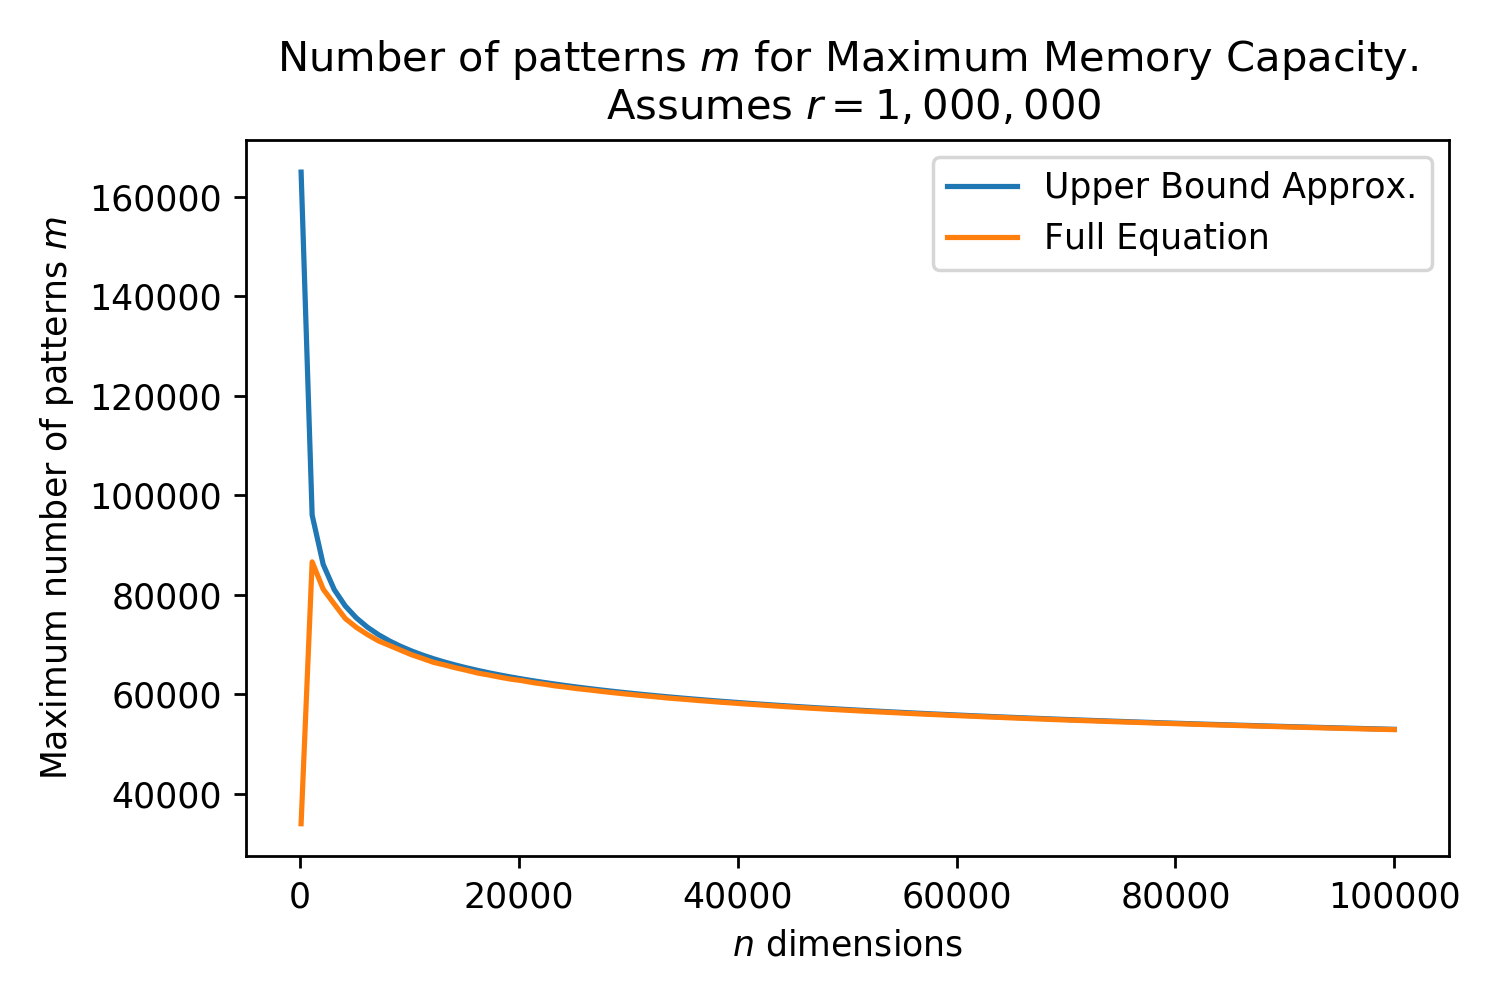 Number of patterns m for Maximum Memory Capacity.
Assumes r = 1,000,000
Upper Bound Approx.
Full Equation
Maximum number of patterns m
160000
140000
120000
100000
80000
60000
40000
0 20000 40000 60000 80000 100000
n dimensions